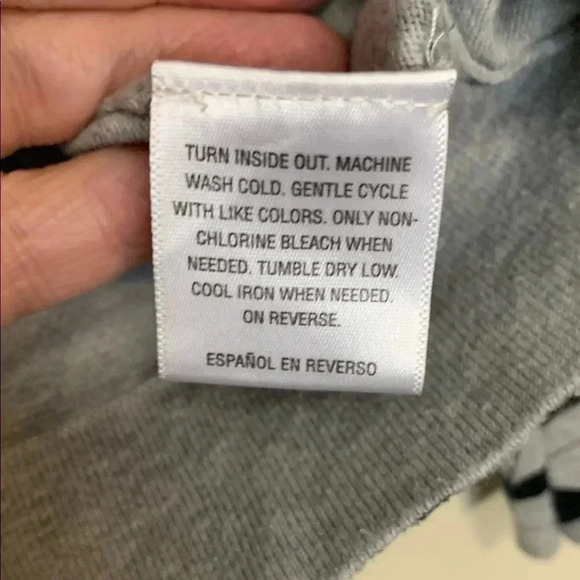 TURN INSIDE OUT. MACHINE
WASH COLD. GENTLE CYCLE
WITH LIKE COLORS. ONLY NON-
CHLORINE BLEACH WHEN
NEEDED. TUMBLE DRY LOW.
COOL IRON WHEN NEEDED.
ON REVERSE.
ESPAÑOL EN REVERSO